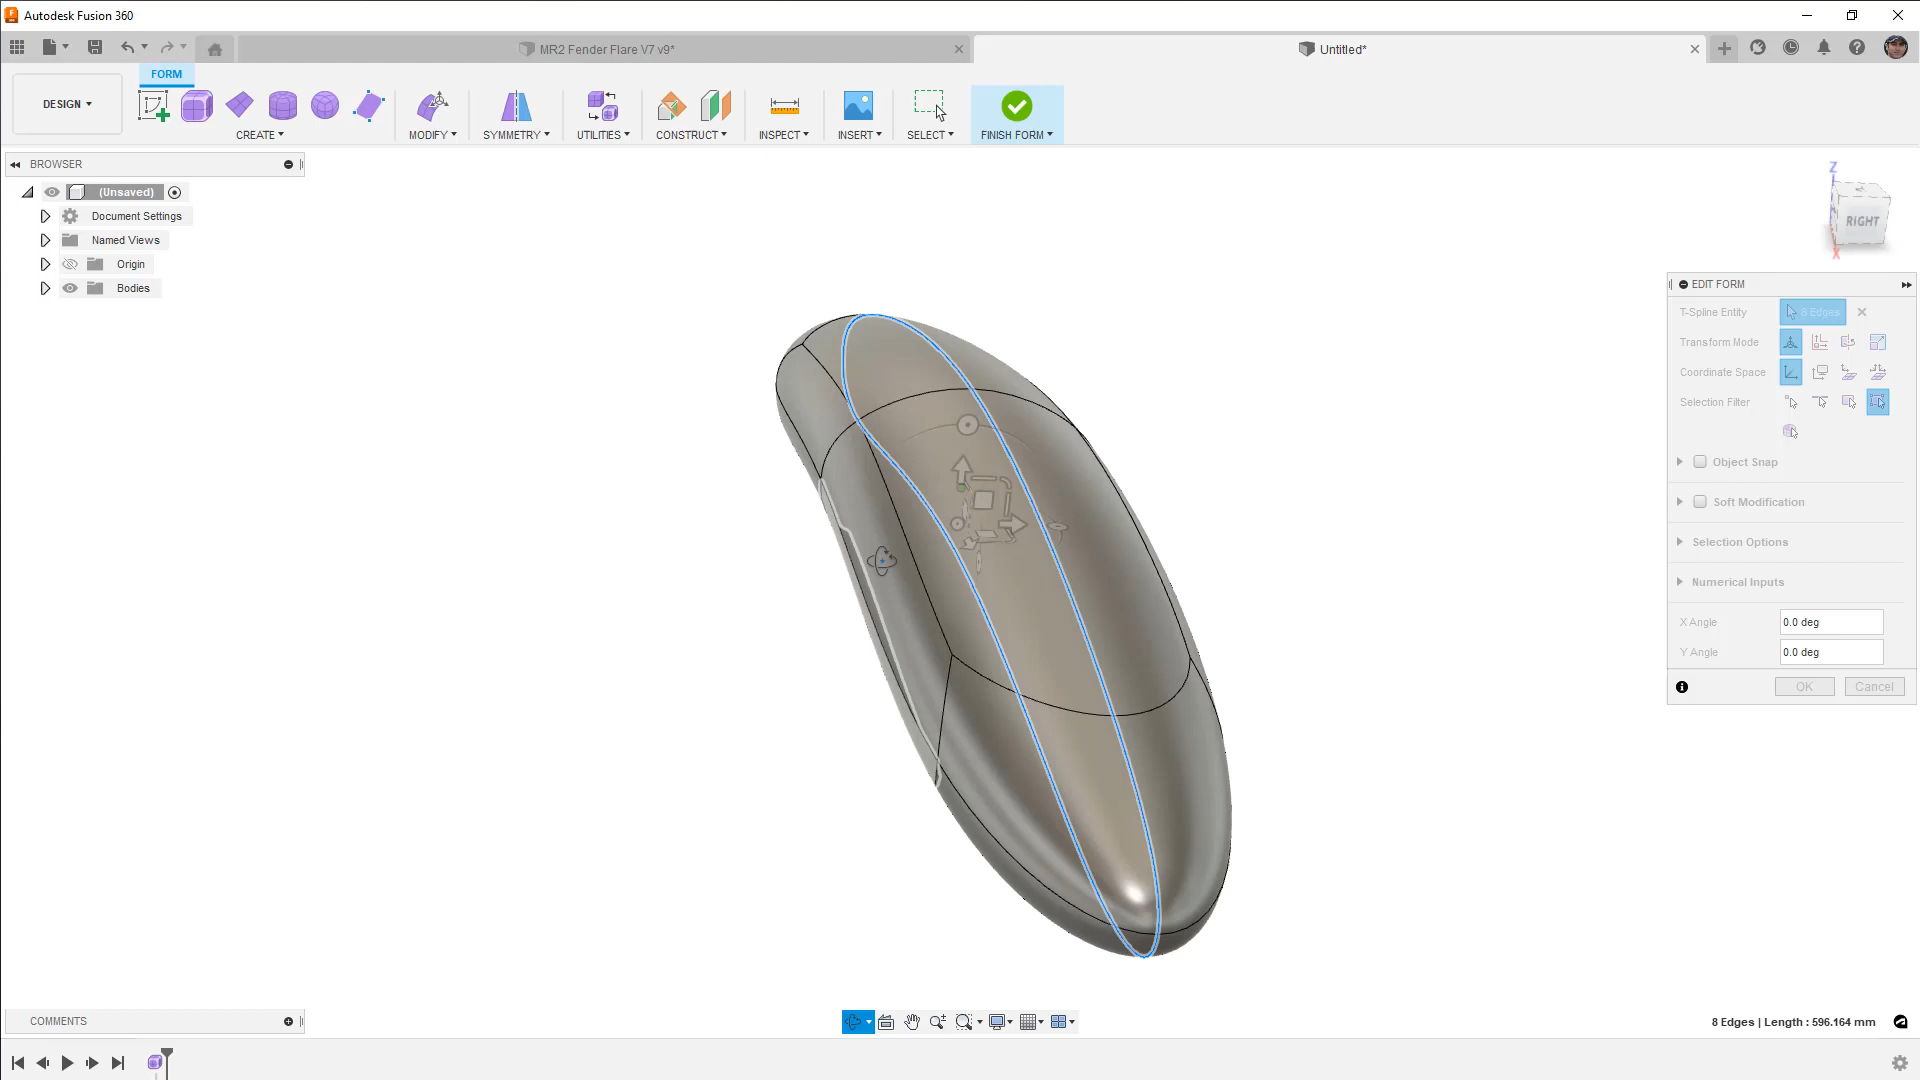 Autodesk Fusion 360
MR2 Fender Flare V7 v9*
Untitled*
FORM
DESIGN
CREATE
MODIFY
SYMMETRY
UTILITIES
CONSTRUCT
INSPECT
INSERT
SELECT
FINISH FORM
BROWSER
(Unsaved)
Document Settings
Named Views
Origin
Bodies
Z
RIGHT
X
EDIT FORM
T-Spline Entity
8 Edges
Transform Mode
Coordinate Space
Selection Filter
Object Snap
Soft Modification
Selection Options
Numerical Inputs
X Angle
0.0 deg
Y Angle
0.0 deg
OK
Cancel
COMMENTS
8 Edges | Length : 596.164 mm